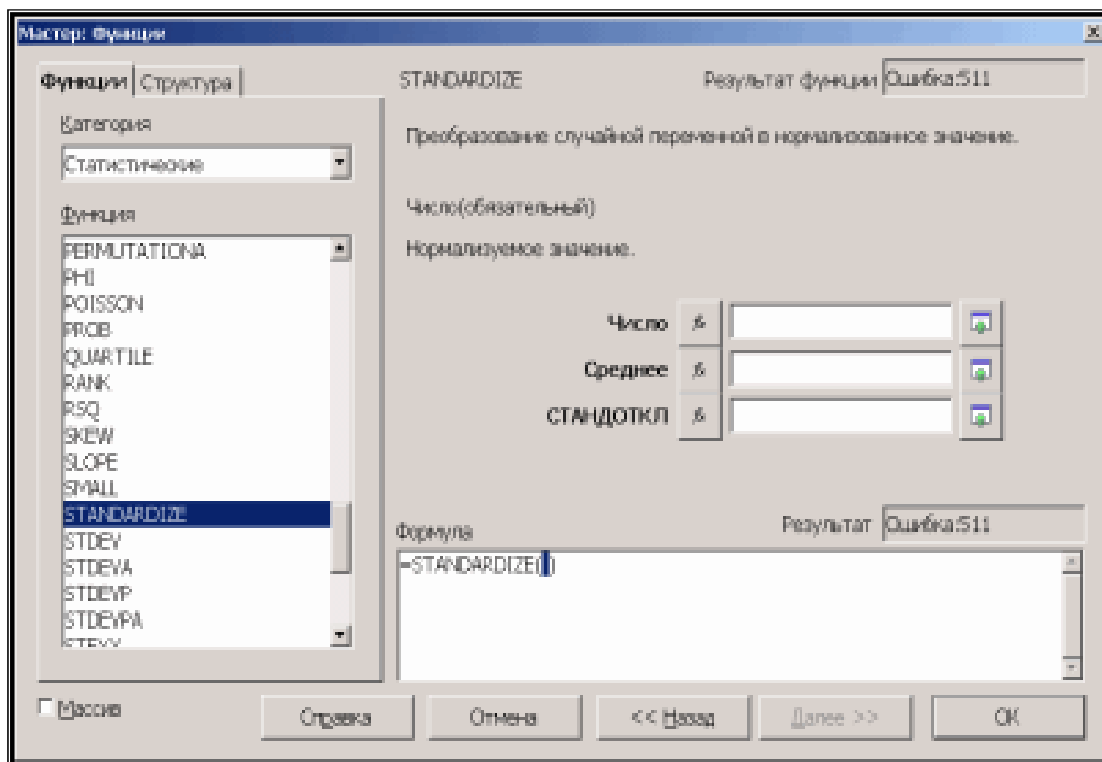 Мастер: Функции
Функции Структура
Категория
Статистические
Функция
PERMUTATIONA
PHI
POISSON
PROB
QUARTILE
RANK
RSQ
SKEW
SLOPE
SMALL
STANDARDIZE
STDEV
STDEVA
STDEVP
STDEVPA
STEYX
Массив
STANDARDIZE
Результат функции Ошибка:511
Преобразование случайной переменной в нормализованное значение.
Число(обязательный)
Нормализуемое значение.
Число
Среднее
СТАНДОТКЛ
Формула
Результат Ошибка:511
=STANDARDIZE()
Справка
Отмена
<< Назад
Далее >>
ОК